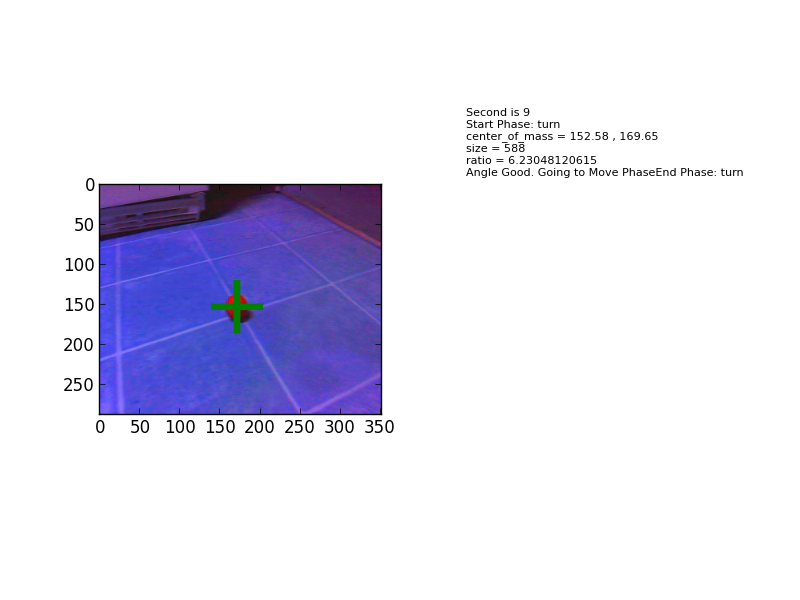 Second is 9
Start Phase: turn
center_of_mass = 152.58 , 169.65
size = 588
ratio = 6.23048120615
Angle Good. Going to Move PhaseEnd Phase: turn
0
50
100
150
200
250
0 50 100 150 200 250 300 350